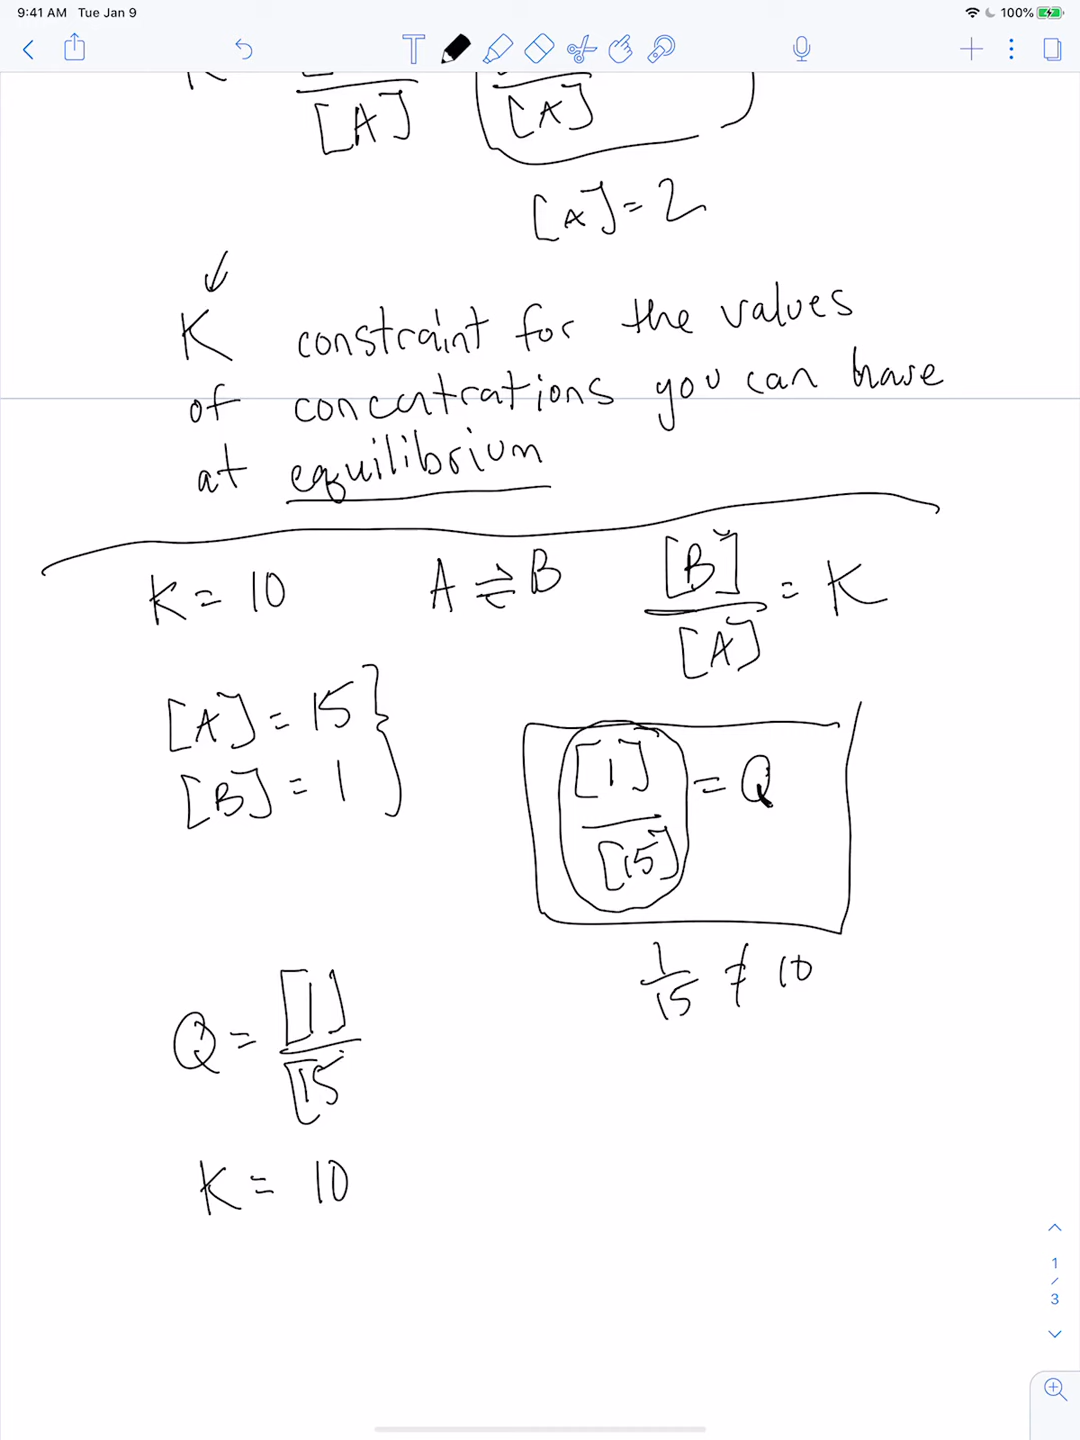 9:41 AM Tue Jan 9
100%
[A] [A]
[A] = 2
K constraint for the values
of concentrations you can have
at equilibrium
K = 10 A ⇌ B [B]/[A] = K
[A] = 15
[B] = 1
[1]/[15] = Q
1/15 ≠ 10
Q = [1]/[15
K = 10
1
/
3